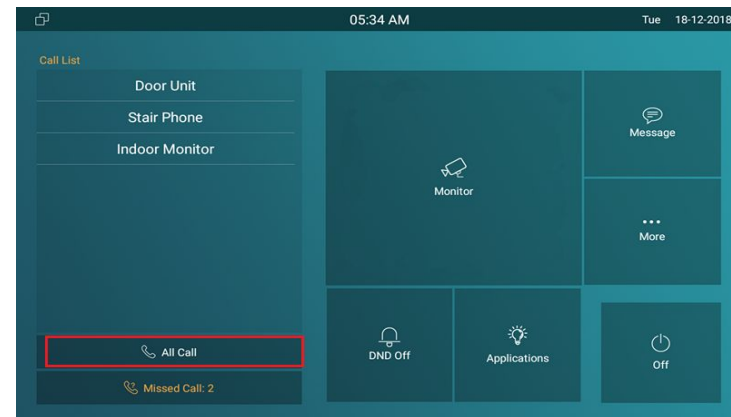 05:34 AM
Tue 18-12-2018
Call List
Door Unit
Stair Phone
Indoor Monitor
All Call
Missed Call: 2
Monitor
Message
More
DND Off
Applications
Off